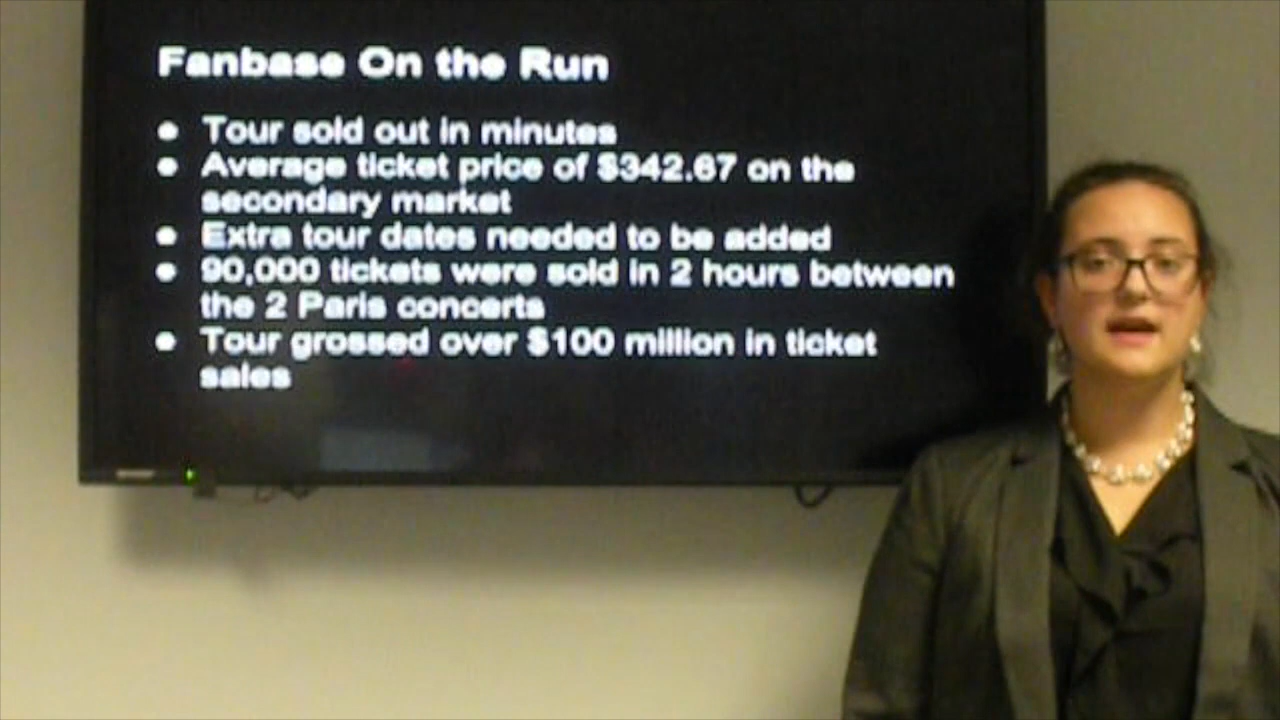 Fanbase On the Run
● Tour sold out in minutes
● Average ticket price of $342.67 on the
secondary market
● Extra tour dates needed to be added
● 90,000 tickets were sold in 2 hours between
the 2 Paris concerts
● Tour grossed over $100 million in ticket
sales